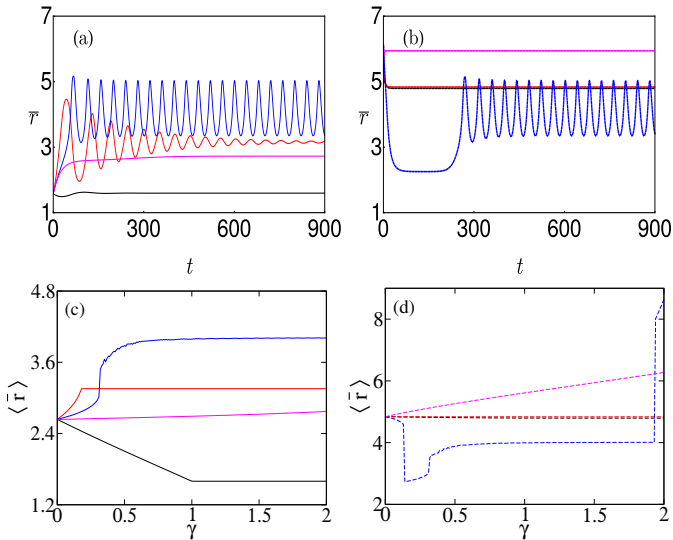 7 (a) 7 (b)
5 5
r̅ r̅
3 3
1 1
0 300 600 900 0 300 600 900
t t
4.8 (c) 8 (d)
3.6 6
⟨ r̅ ⟩ ⟨ r̅ ⟩
2.4 4
1.2 2
0 0.5 1 1.5 2 0 0.5 1 1.5 2
γ γ